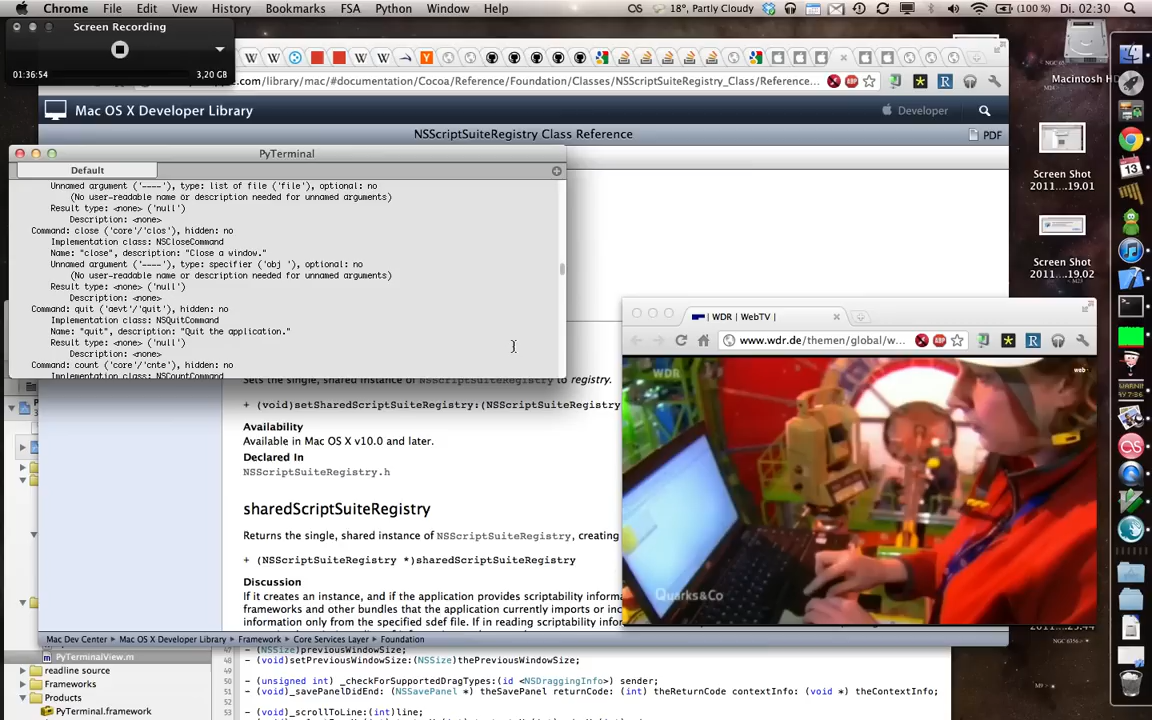 Chrome File Edit View History Bookmarks FSA Python Window Help
18°, Partly Cloudy
(100 %) Di. 02:30
Screen Recording
01:36:54
3,20 GB
Macintosh H
.com/library/mac/#documentation/Cocoa/Reference/Foundation/Classes/NSScriptSuiteRegistry_Class/Reference...
Mac OS X Developer Library
Developer
NSScriptSuiteRegistry Class Reference
PDF
PyTerminal
Default
Unnamed argument ('----'), type: list of file ('file'), optional: no
(No user-readable name or description needed for unnamed arguments)
Result type: <none> ('null')
Description: <none>
Command: close ('core'/'clos'), hidden: no
Implementation class: NSCloseCommand
Name: "close", description: "Close a window."
Unnamed argument ('----'), type: specifier ('obj '), optional: no
(No user-readable name or description needed for unnamed arguments)
Result type: <none> ('null')
Description: <none>
Command: quit ('aevt'/'quit'), hidden: no
Implementation class: NSQuitCommand
Name: "quit", description: "Quit the application."
Result type: <none> ('null')
Description: <none>
Command: count ('core'/'cnte'), hidden: no
Implementation class: NSCountCommand
Screen Shot
2011...19.01
Screen Shot
2011...19.02
Sets the single, shared instance of NSScriptSuiteRegistry to registry.
+ (void)setSharedScriptSuiteRegistry:(NSScriptSuiteRegistry
Availability
Available in Mac OS X v10.0 and later.
Declared In
NSScriptSuiteRegistry.h
sharedScriptSuiteRegistry
Returns the single, shared instance of NSScriptSuiteRegistry, creating
+ (NSScriptSuiteRegistry *)sharedScriptSuiteRegistry
Discussion
If it creates an instance, and if the application provides scriptability informa
frameworks and other bundles that the application currently imports or inc
information only from the specified sdef file. If in reading scriptability info
| WDR | WebTV |
www.wdr.de/themen/global/w...
WDR
web
Quarks&Co
Mac Dev Center Mac OS X Developer Library Framework Core Services Layer Foundation
PyTerminalView.m
readline source
Frameworks
Products
PyTerminal.framework
47 - (NSSize)previousWindowSize;
48 - (void)setPreviousWindowSize:(NSSize)thePreviousWindowSize;
50 - (unsigned int) _checkForSupportedDragTypes:(id <NSDraggingInfo>) sender;
51 - (void)_savePanelDidEnd: (NSSavePanel *) theSavePanel returnCode: (int) theReturnCode contextInfo: (void *) theContextInfo;
53 - (void)_scrollToLine:(int)line;